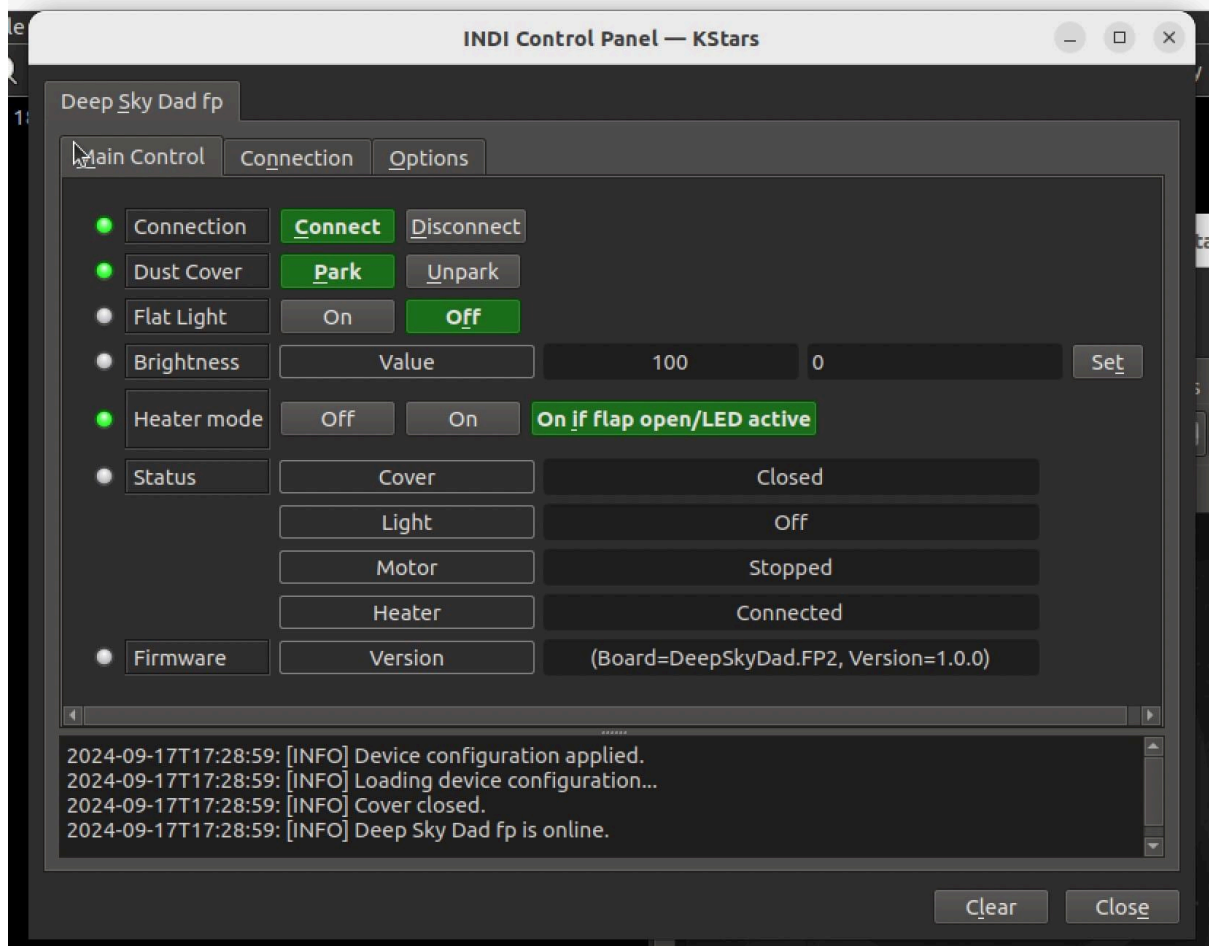 le
INDI Control Panel — KStars
Deep Sky Dad fp
18
Main Control Connection Options
Connection Connect Disconnect
Dust Cover Park Unpark
Flat Light On Off
Brightness Value 100 0 Set
Heater mode Off On On if flap open/LED active
Status Cover Closed
Light Off
Motor Stopped
Heater Connected
Firmware Version (Board=DeepSkyDad.FP2, Version=1.0.0)
2024-09-17T17:28:59: [INFO] Device configuration applied.
2024-09-17T17:28:59: [INFO] Loading device configuration...
2024-09-17T17:28:59: [INFO] Cover closed.
2024-09-17T17:28:59: [INFO] Deep Sky Dad fp is online.
Clear Close